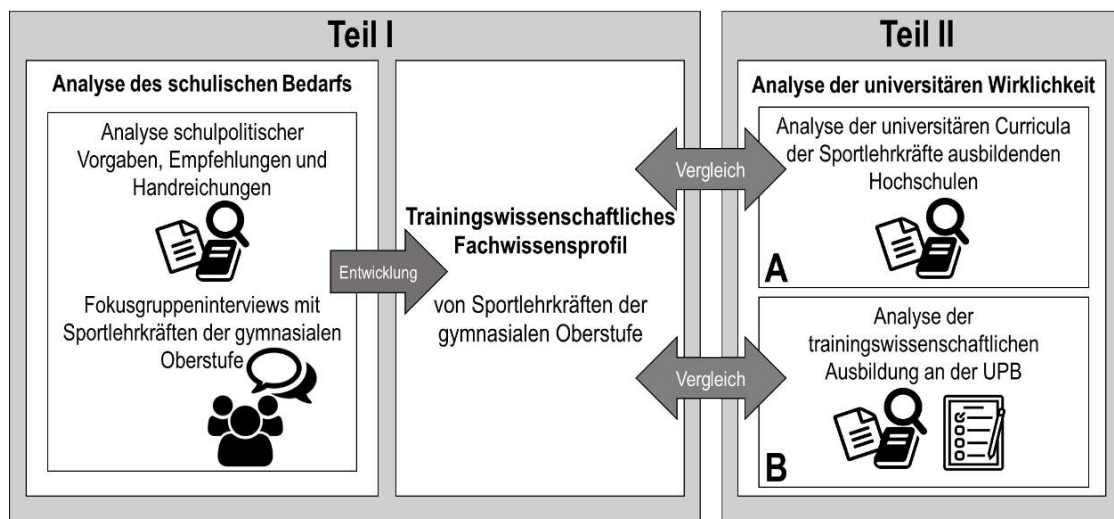 Teil I
Analyse des schulischen Bedarfs
Analyse schulpolitischer
Vorgaben, Empfehlungen und
Handreichungen
Fokusgruppeninterviews mit
Sportlehrkräften der gymnasialen
Oberstufe
Entwicklung
Trainingswissenschaftliches
Fachwissensprofil
von Sportlehrkräften der
gymnasialen Oberstufe
Vergleich
Vergleich
Teil II
Analyse der universitären Wirklichkeit
Analyse der universitären Curricula
der Sportlehrkräfte ausbildenden
Hochschulen
A
Analyse der
trainingswissenschaftlichen
Ausbildung an der UPB
B